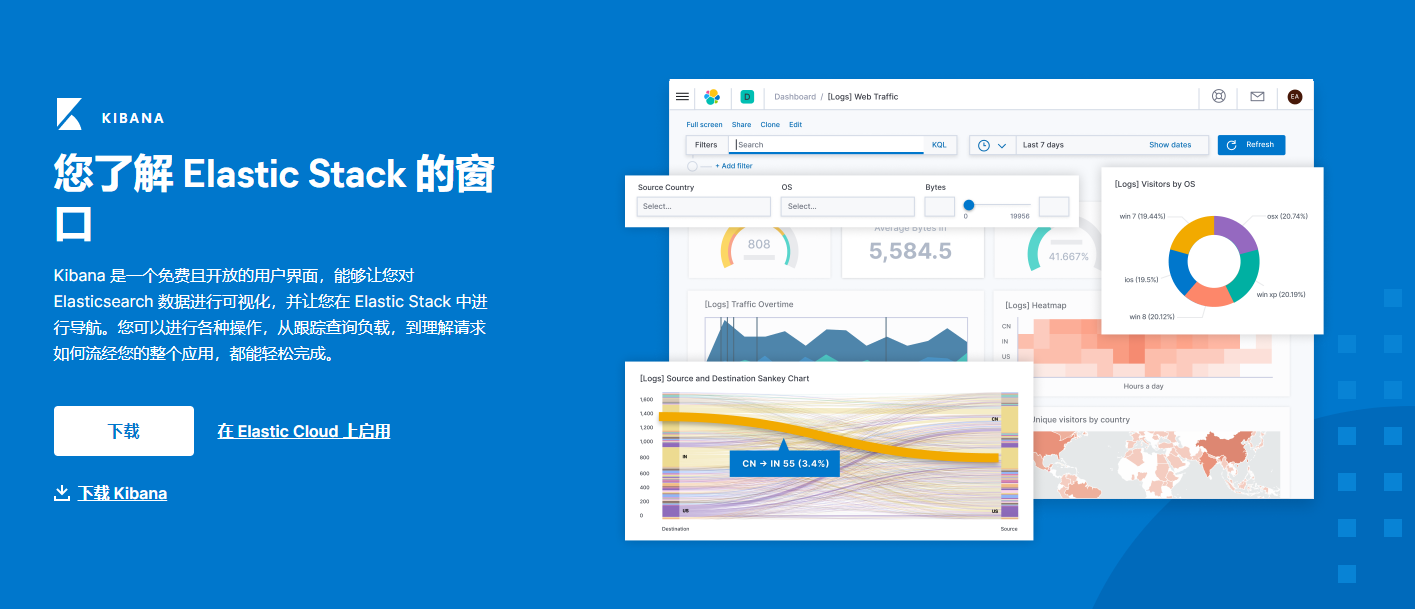 KIBANA
您了解 Elastic Stack 的窗
口
Kibana 是一个免费且开放的用户界面，能够让您对
Elasticsearch 数据进行可视化，并让您在 Elastic Stack 中进
行导航。您可以进行各种操作，从跟踪查询负载，到理解请求
如何流经您的整个应用，都能轻松完成。
下载
在 Elastic Cloud 上启用
下载 Kibana
D
Dashboard / [Logs] Web Traffic
EA
Full screen Share Clone Edit
Filters Search KQL
Last 7 days Show dates Refresh
+ Add filter
Source Country OS Bytes
Select... Select...
0 19956
808
Average Bytes In
5,584.5
41,667%
[Logs] Visitors by OS
win 7 (19.44%)
osx (20.74%)
ios (19.5%)
win xp (20.19%)
win 8 (20.12%)
[Logs] Traffic Overtime
[Logs] Heatmap
CN
IN
US
Hours a day
[Logs] Source and Destination Sankey Chart
1,600
1,400
1,200
1,000
800
600
400
200
0
IN
US
CN
US
CN → IN 55 (3.4%)
Destination Source
Unique visitors by country